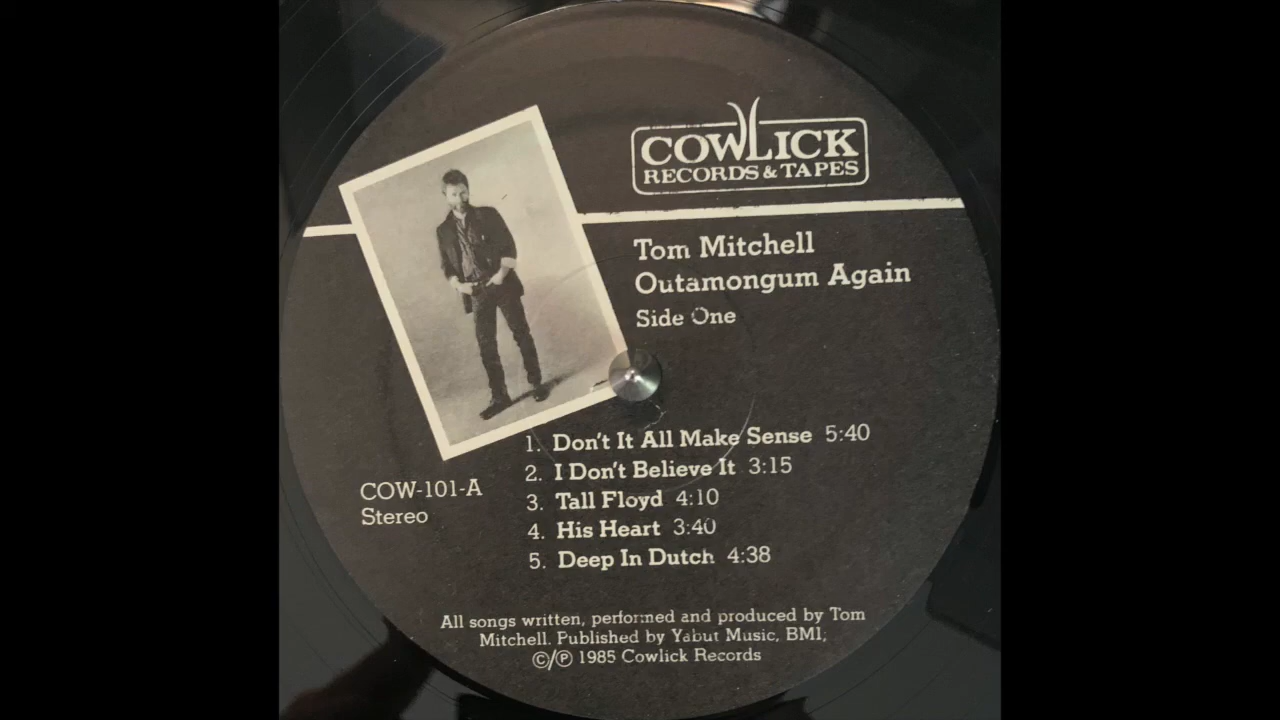 COWLICK
RECORDS & TAPES
Tom Mitchell
Outamongum Again
Side One
1. Don't It All Make Sense 5:40
2. I Don't Believe It 3:15
3. Tall Floyd 4:10
4. His Heart 3:40
5. Deep In Dutch 4:38
COW-101-A
Stereo
All songs written, performed and produced by Tom
Mitchell. Published by Yabut Music, BMI;
©/℗ 1985 Cowlick Records